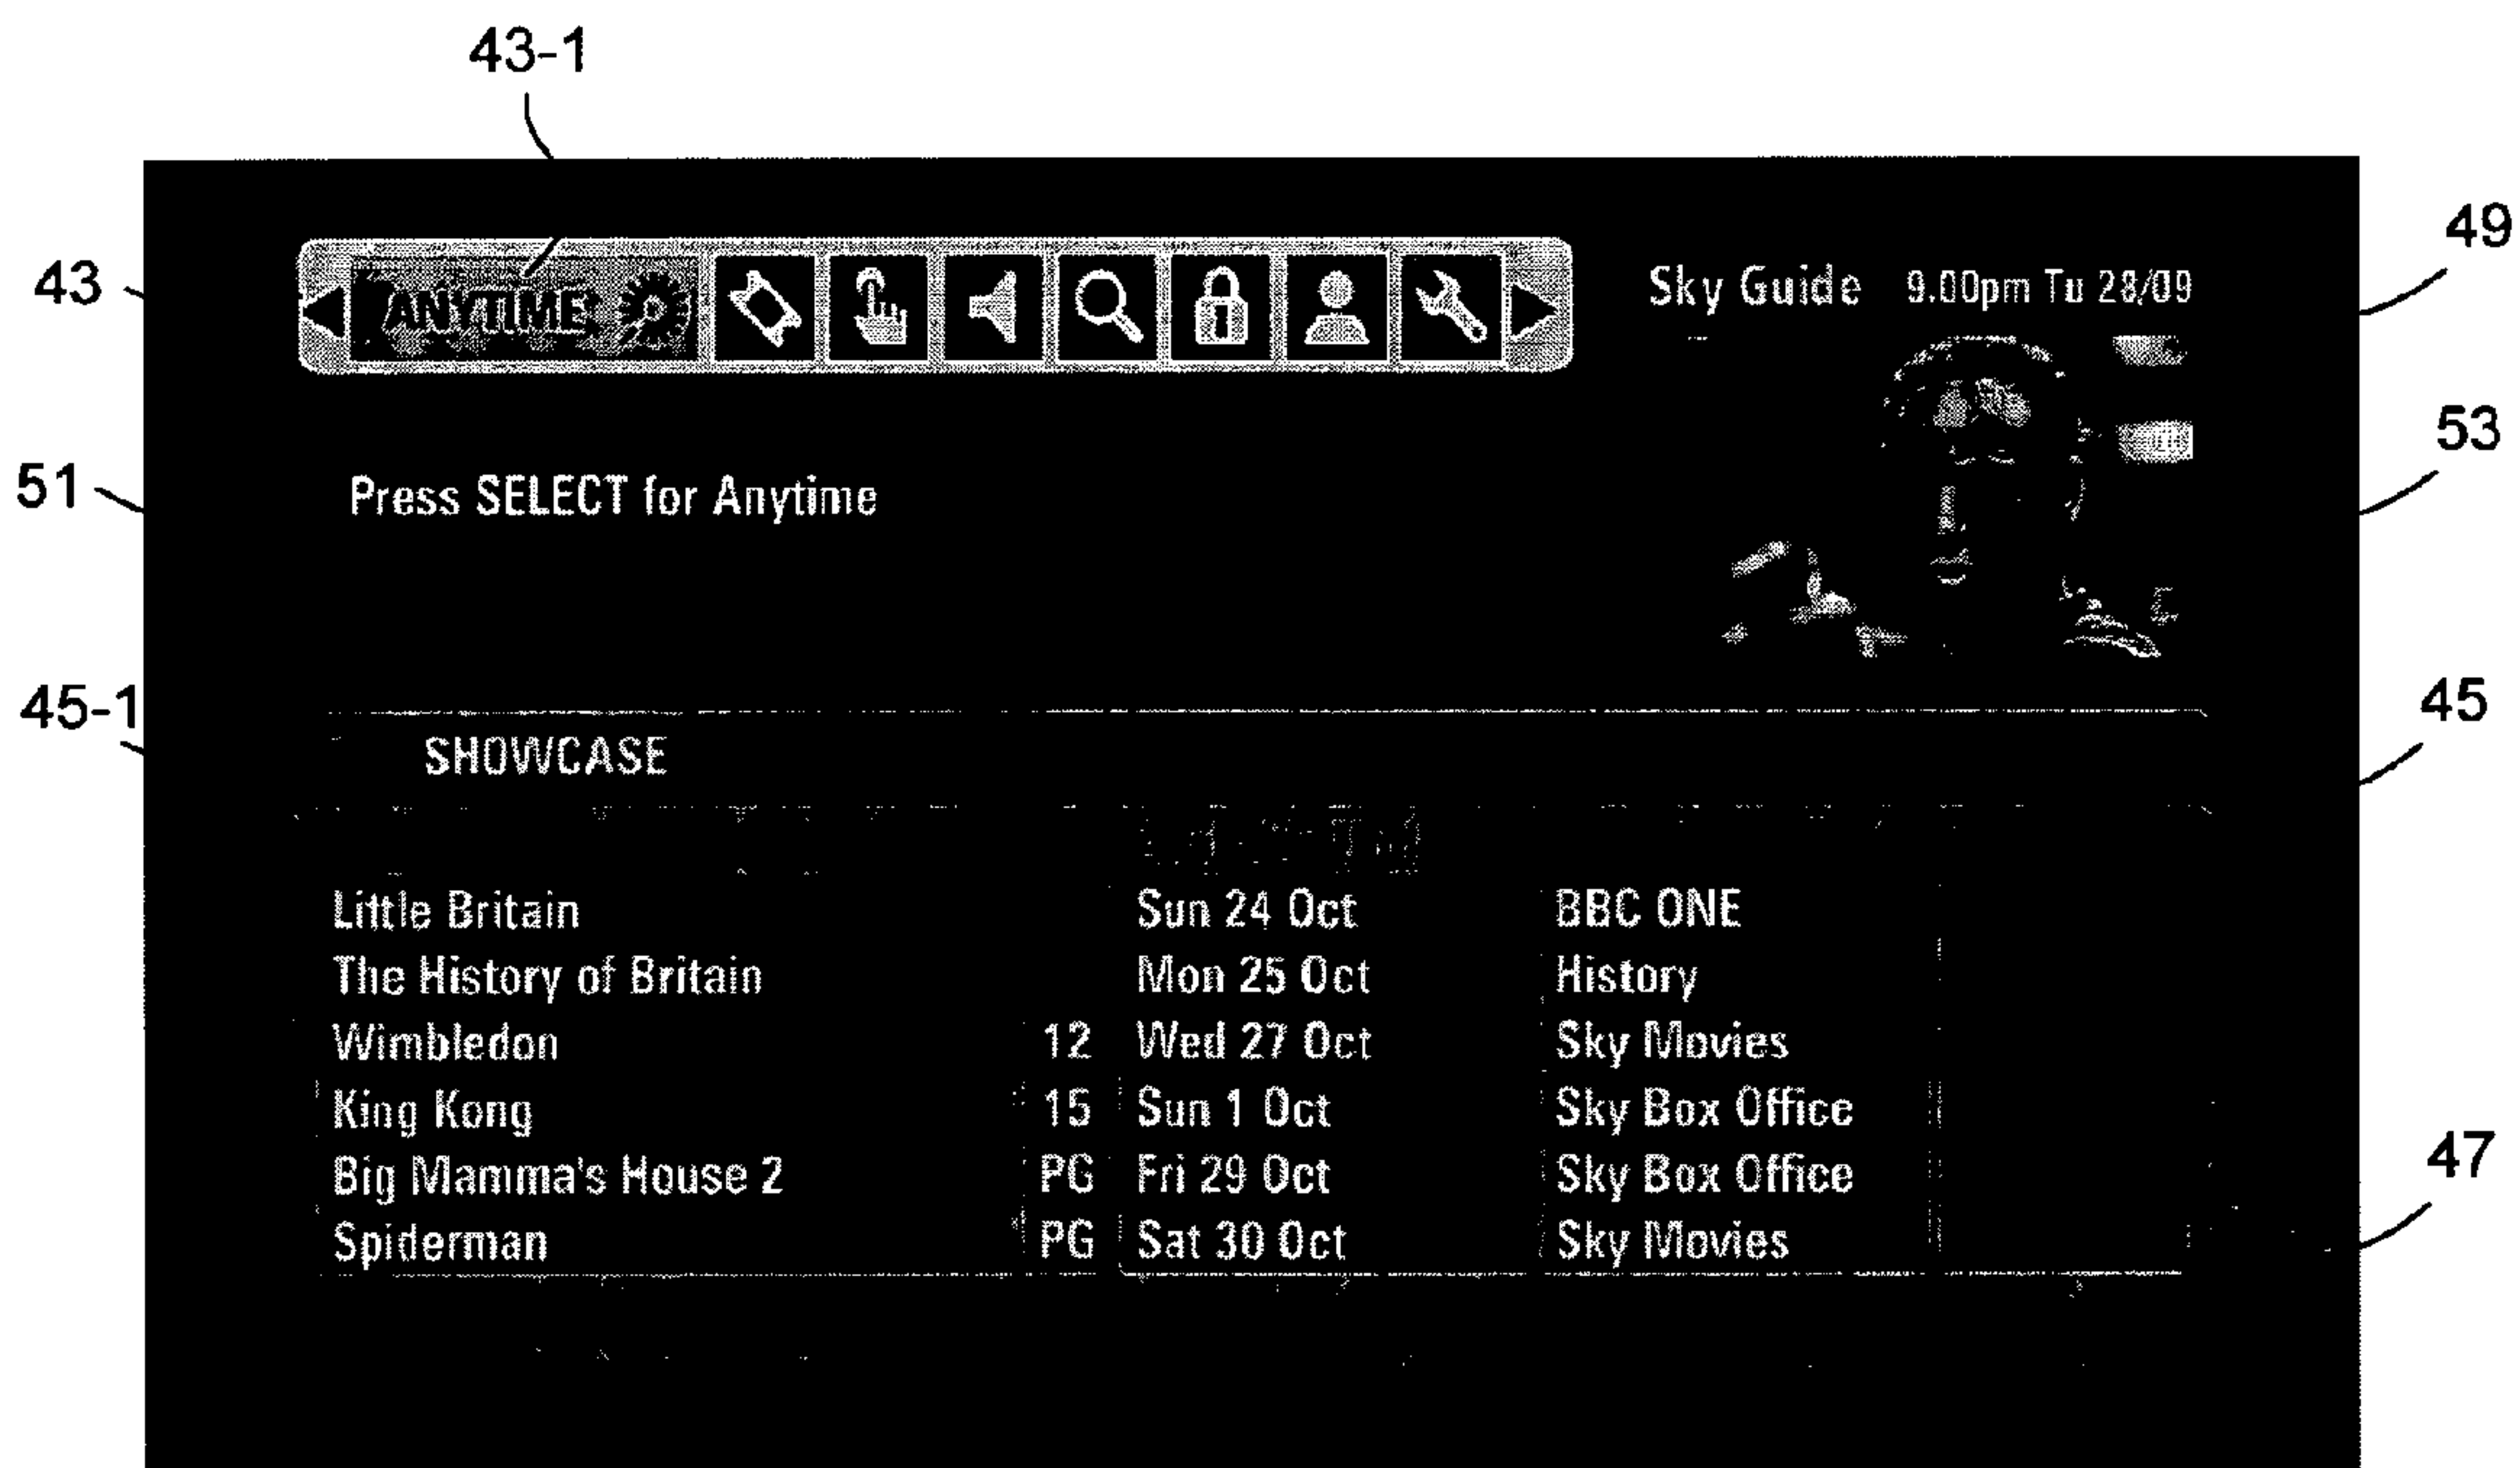 43-1
43
ANYTIME
Sky Guide 9.00pm Tu 28/09
49
51
Press SELECT for Anytime
53
45-1
SHOWCASE
45
Little Britain Sun 24 Oct BBC ONE
The History of Britain Mon 25 Oct History
Wimbledon 12 Wed 27 Oct Sky Movies
King Kong 15 Sun 1 Oct Sky Box Office
Big Mamma's House 2 PG Fri 29 Oct Sky Box Office
47
Spiderman PG Sat 30 Oct Sky Movies